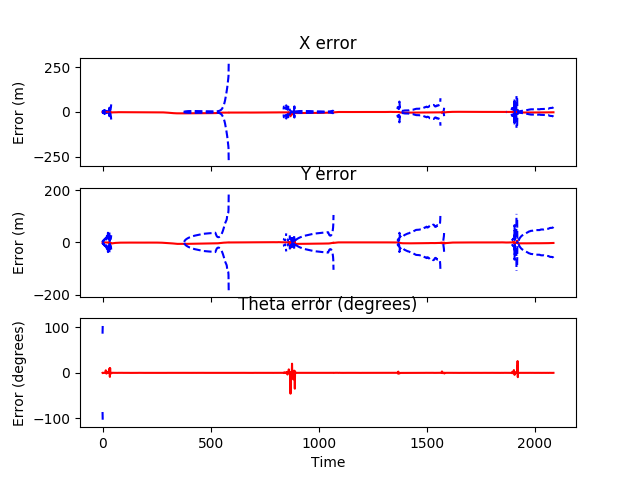 X error
Error (m)
250
0
−250
Y error
Error (m)
200
0
−200
Theta error (degrees)
Error (degrees)
100
0
−100
0 500 1000 1500 2000
Time